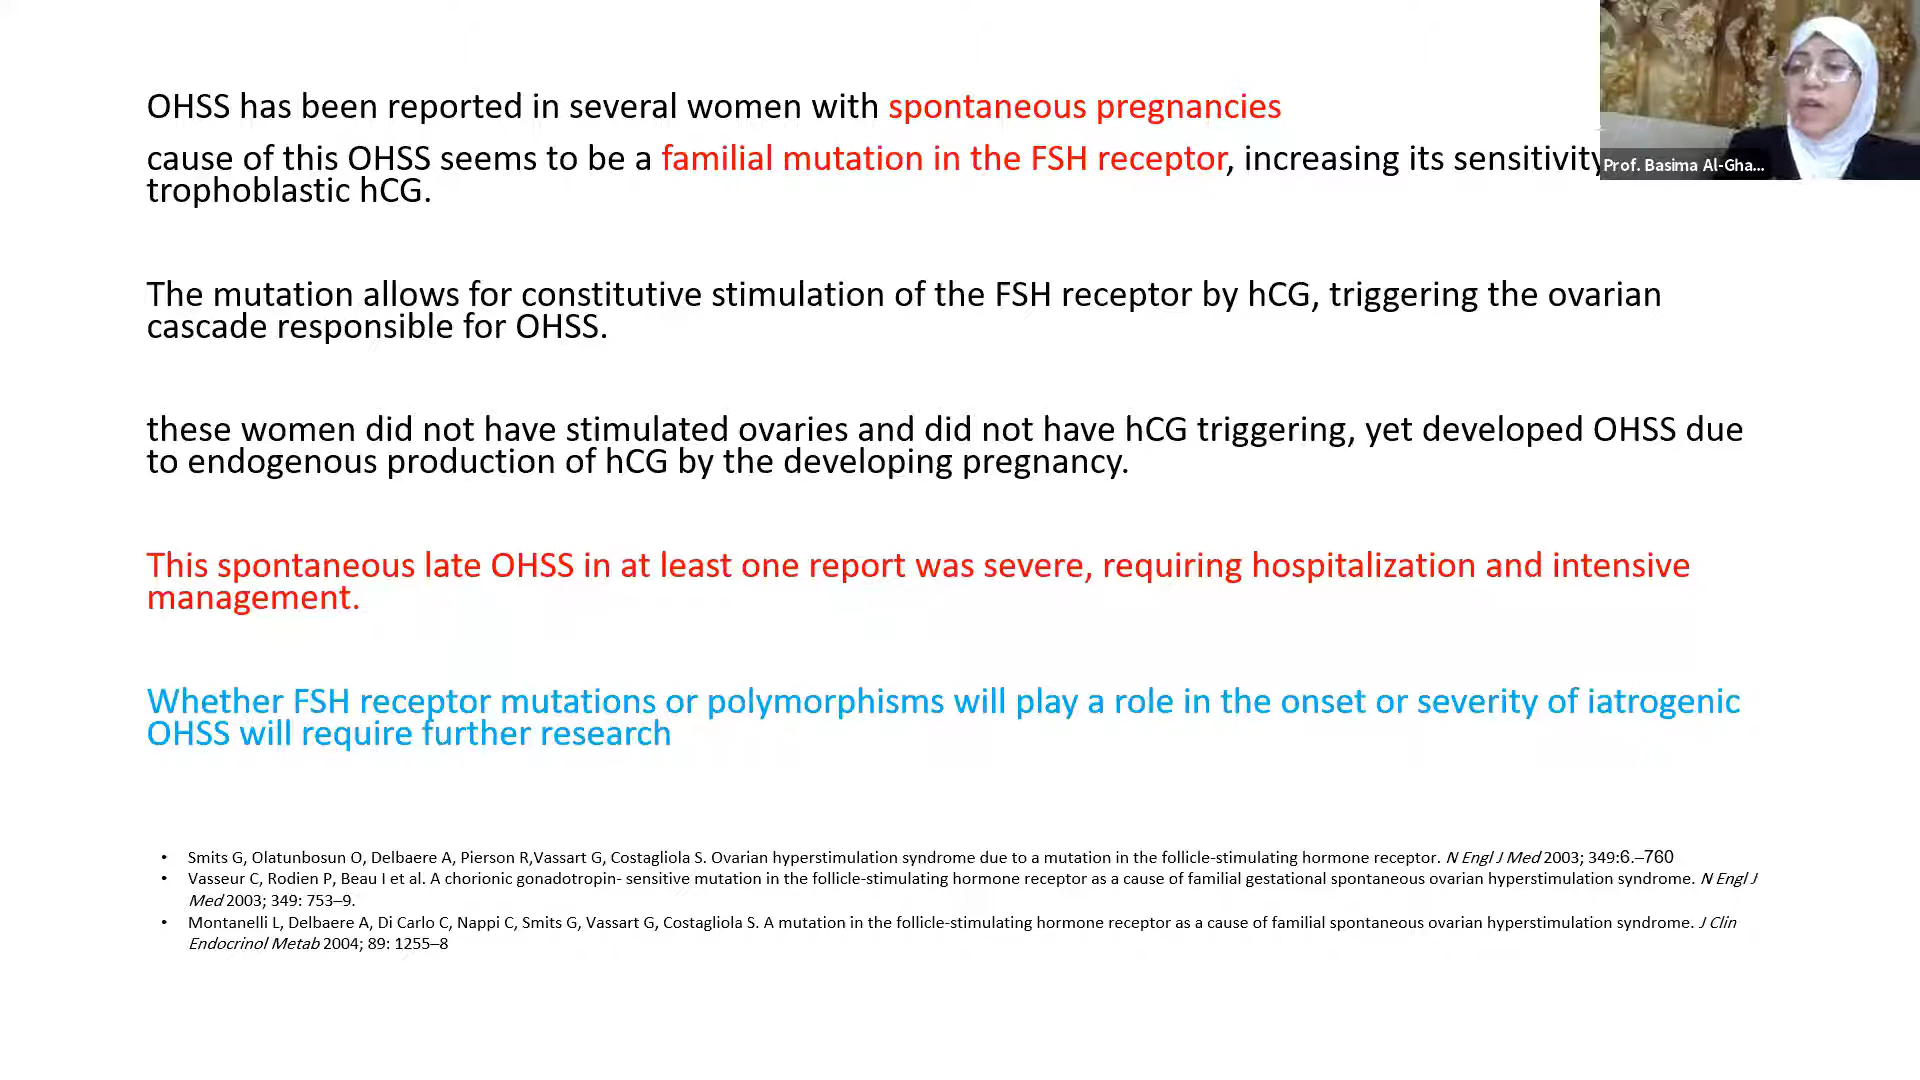 OHSS has been reported in several women with spontaneous pregnancies
cause of this OHSS seems to be a familial mutation in the FSH receptor, increasing its sensitivity
trophoblastic hCG.
The mutation allows for constitutive stimulation of the FSH receptor by hCG, triggering the ovarian
cascade responsible for OHSS.
these women did not have stimulated ovaries and did not have hCG triggering, yet developed OHSS due
to endogenous production of hCG by the developing pregnancy.
This spontaneous late OHSS in at least one report was severe, requiring hospitalization and intensive
management.
Whether FSH receptor mutations or polymorphisms will play a role in the onset or severity of iatrogenic
OHSS will require further research
• Smits G, Olatunbosun O, Delbaere A, Pierson R,Vassart G, Costagliola S. Ovarian hyperstimulation syndrome due to a mutation in the follicle-stimulating hormone receptor. N Engl J Med 2003; 349:6.–760
• Vasseur C, Rodien P, Beau I et al. A chorionic gonadotropin- sensitive mutation in the follicle-stimulating hormone receptor as a cause of familial gestational spontaneous ovarian hyperstimulation syndrome. N Engl J
Med 2003; 349: 753–9.
• Montanelli L, Delbaere A, Di Carlo C, Nappi C, Smits G, Vassart G, Costagliola S. A mutation in the follicle-stimulating hormone receptor as a cause of familial spontaneous ovarian hyperstimulation syndrome. J Clin
Endocrinol Metab 2004; 89: 1255–8
Prof. Basima Al-Gha...